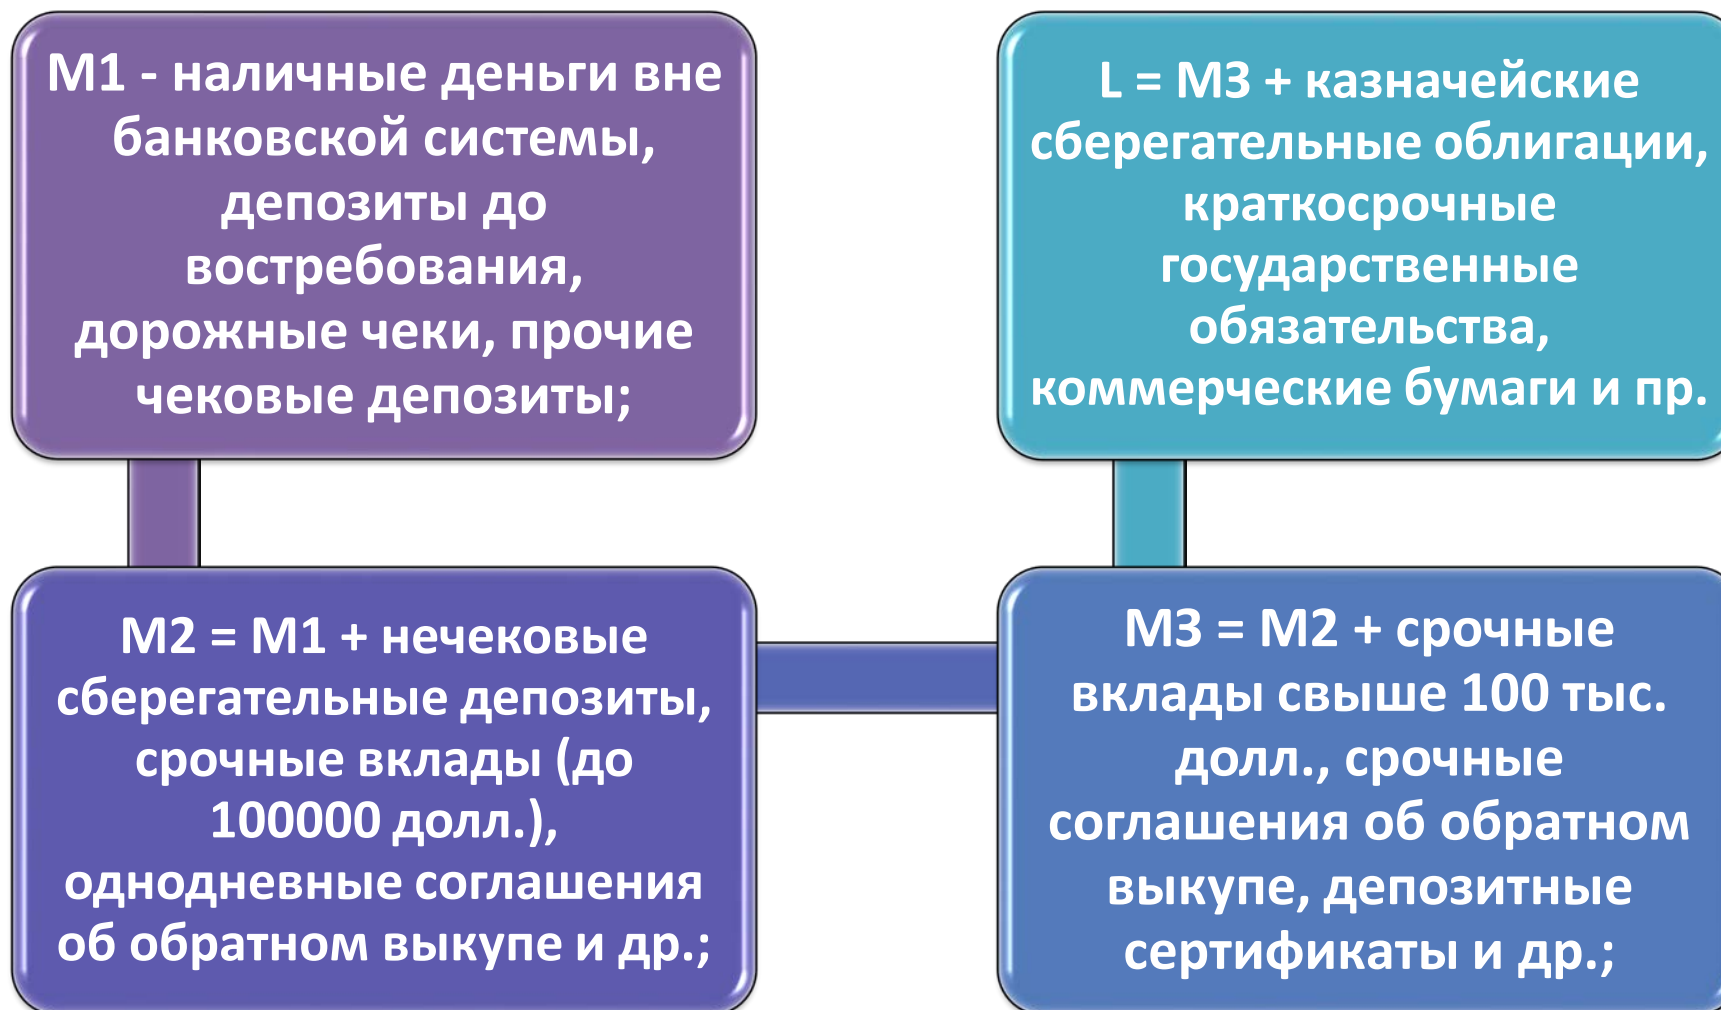 М1 - наличные деньги вне
банковской системы,
депозиты до
востребования,
дорожные чеки, прочие
чековые депозиты;
М2 = М1 + нечековые
сберегательные депозиты,
срочные вклады (до
100000 долл.),
однодневные соглашения
об обратном выкупе и др.;
М3 = М2 + срочные
вклады свыше 100 тыс.
долл., срочные
соглашения об обратном
выкупе, депозитные
сертификаты и др.;
L = М3 + казначейские
сберегательные облигации,
краткосрочные
государственные
обязательства,
коммерческие бумаги и пр.